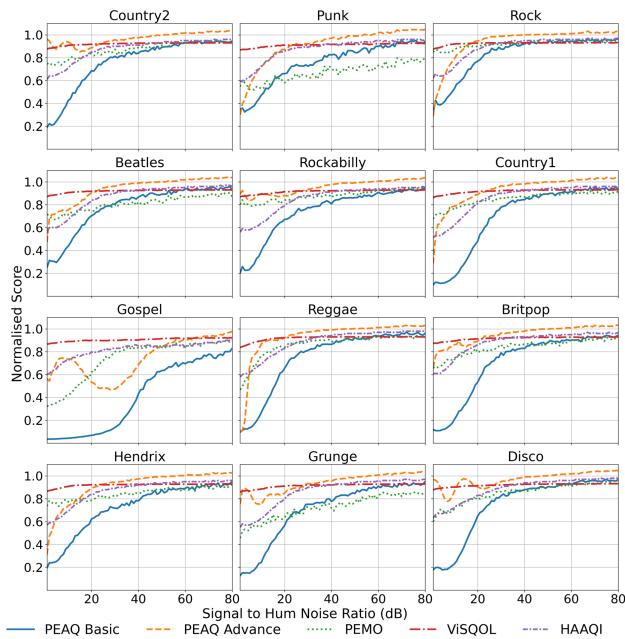 Country2 Punk Rock
1.0
0.8
0.6
0.4
0.2
Beatles Rockabilly Country1
1.0
0.8
0.6
0.4
0.2
Normalised Score
Gospel Reggae Britpop
1.0
0.8
0.6
0.4
0.2
Hendrix Grunge Disco
1.0
0.8
0.6
0.4
0.2
20 40 60 80 20 40 60 80 20 40 60 80
Signal to Hum Noise Ratio (dB)
PEAQ Basic PEAQ Advance PEMO ViSQOL HAAQI